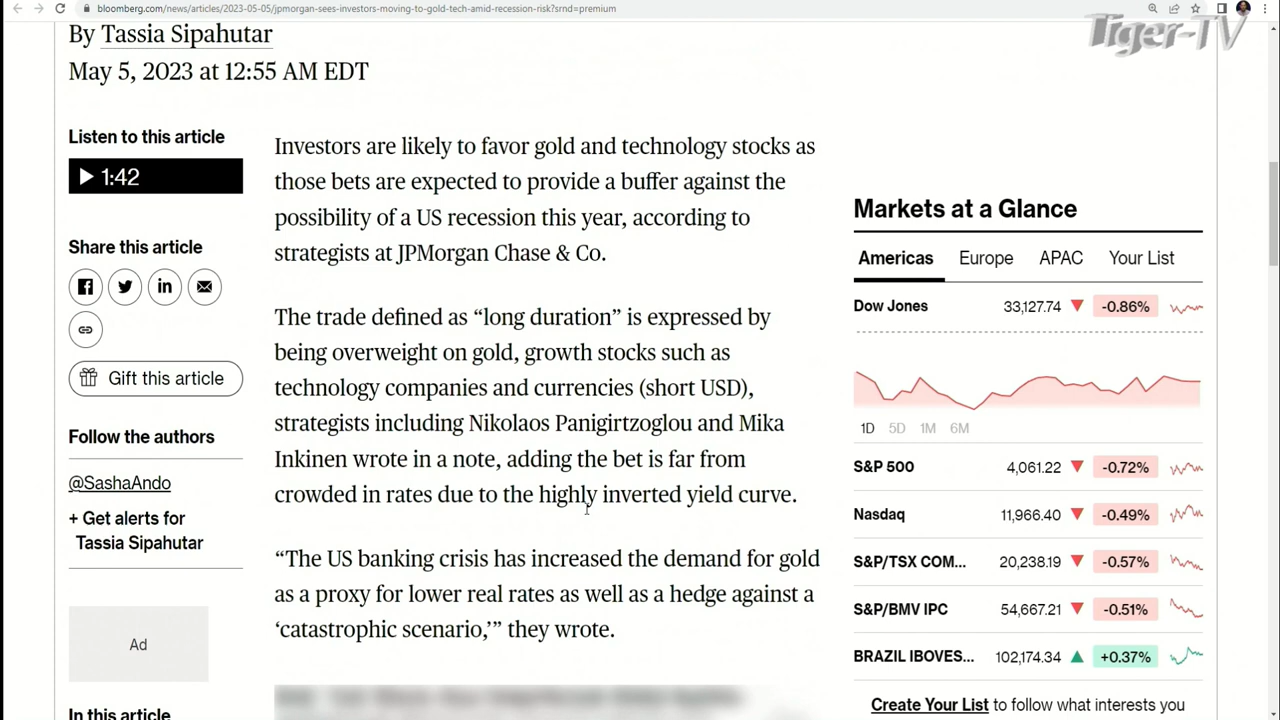 bloomberg.com/news/articles/2023-05-05/jpmorgan-sees-investors-moving-to-gold-tech-amid-recession-risk?srnd=premium
Tiger-TV
By Tassia Sipahutar
May 5, 2023 at 12:55 AM EDT
Listen to this article
1:42
Share this article
Gift this article
Follow the authors
@SashaAndo
+ Get alerts for
Tassia Sipahutar
Ad
In this article
Investors are likely to favor gold and technology stocks as
those bets are expected to provide a buffer against the
possibility of a US recession this year, according to
strategists at JPMorgan Chase & Co.
The trade defined as “long duration” is expressed by
being overweight on gold, growth stocks such as
technology companies and currencies (short USD),
strategists including Nikolaos Panigirtzoglou and Mika
Inkinen wrote in a note, adding the bet is far from
crowded in rates due to the highly inverted yield curve.
“The US banking crisis has increased the demand for gold
as a proxy for lower real rates as well as a hedge against a
‘catastrophic scenario,’” they wrote.
Markets at a Glance
Americas Europe APAC Your List
Dow Jones 33,127.74 -0.86%
1D 5D 1M 6M
S&P 500 4,061.22 -0.72%
Nasdaq 11,966.40 -0.49%
S&P/TSX COM... 20,238.19 -0.57%
S&P/BMV IPC 54,667.21 -0.51%
BRAZIL IBOVES... 102,174.34 +0.37%
Create Your List to follow what interests you